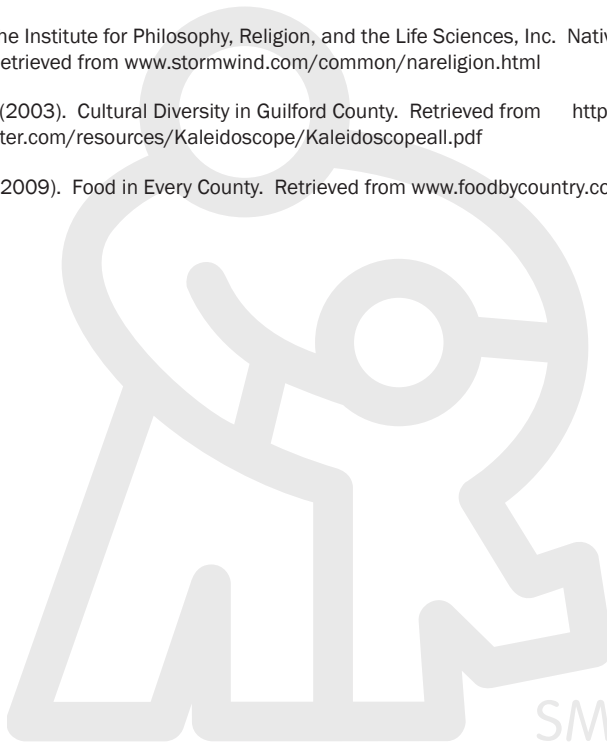 ne Institute for Philosophy, Religion, and the Life Sciences, Inc. Nativ
etrieved from www.stormwind.com/common/nareligion.html
(2003). Cultural Diversity in Guilford County. Retrieved from http
ter.com/resources/Kaleidoscope/Kaleidoscopeall.pdf
2009). Food in Every County. Retrieved from www.foodbycountry.co
SM